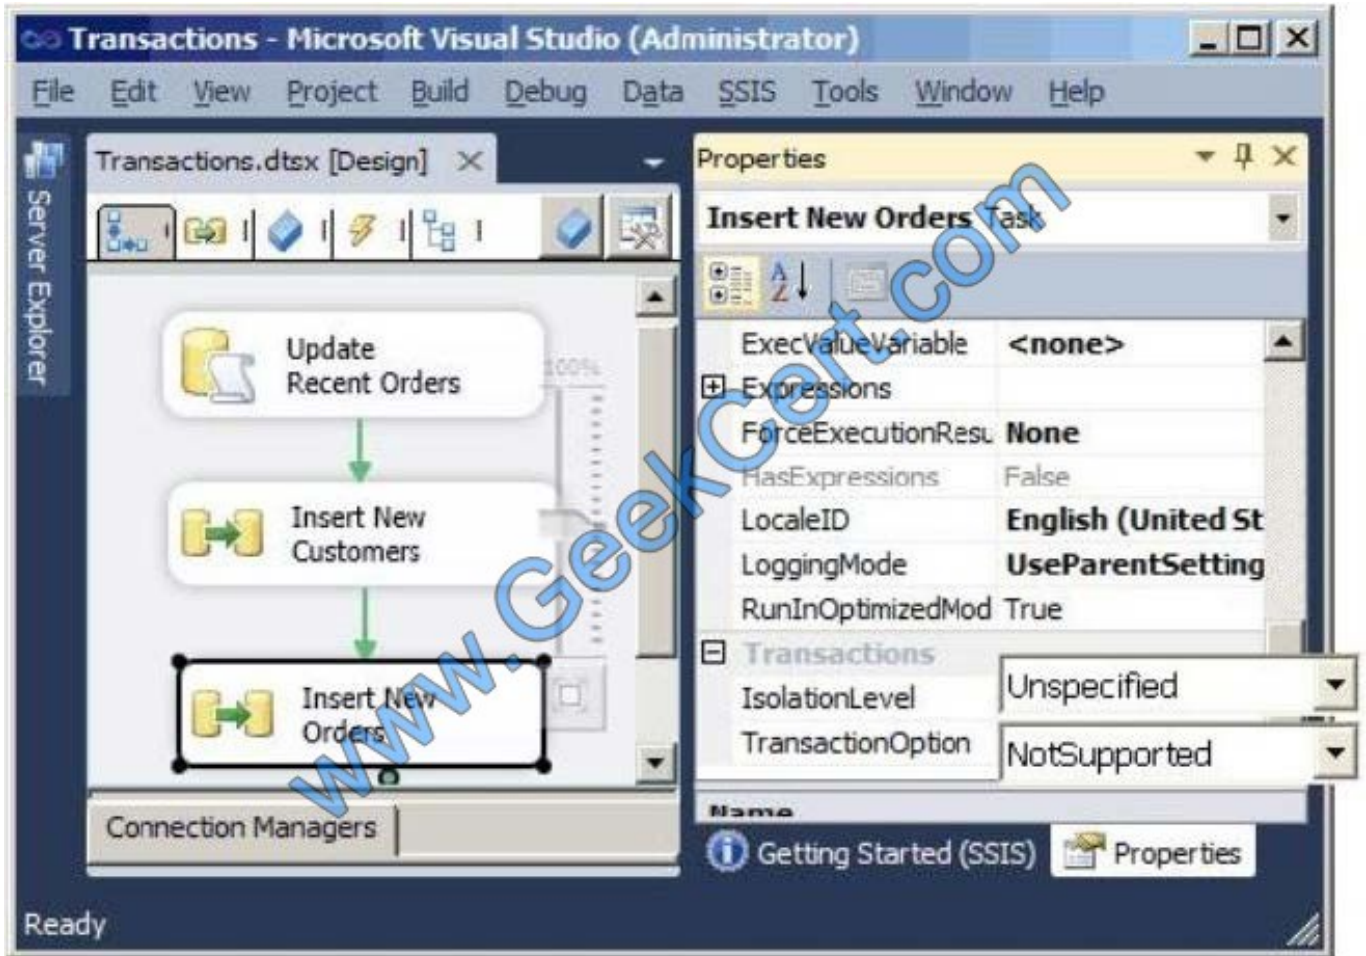 Transactions - Microsoft Visual Studio (Administrator)
File Edit View Project Build Debug Data SSIS Tools Window Help
Server Explorer
Transactions.dtsx [Design]
Update
Recent Orders
100%
Insert New
Customers
Insert New
Orders
Connection Managers
Properties
Insert New Orders Task
ExecValueVariable <none>
Expressions
ForceExecutionResu None
HasExpressions False
LocaleID English (United St
LoggingMode UseParentSetting
RunInOptimizedMod True
Transactions
IsolationLevel Unspecified
TransactionOption NotSupported
Name
Getting Started (SSIS) Properties
Ready
www.GeekCert.com